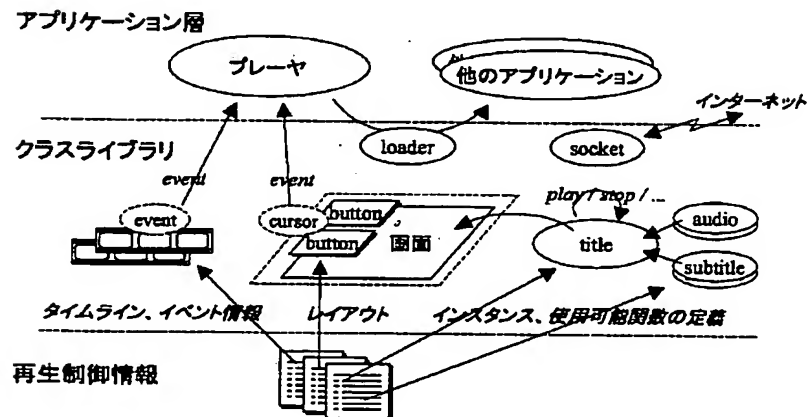 アプリケーション層
プレーヤ
他のアプリケーション
インターネット
クラスライブラリ
loader
socket
event
event
play / stop / ...
event
cursor
button
button
画面
title
audio
subtitle
タイムライン、イベント情報
レイアウト
インスタンス、使用可能関数の定義
再生制御情報